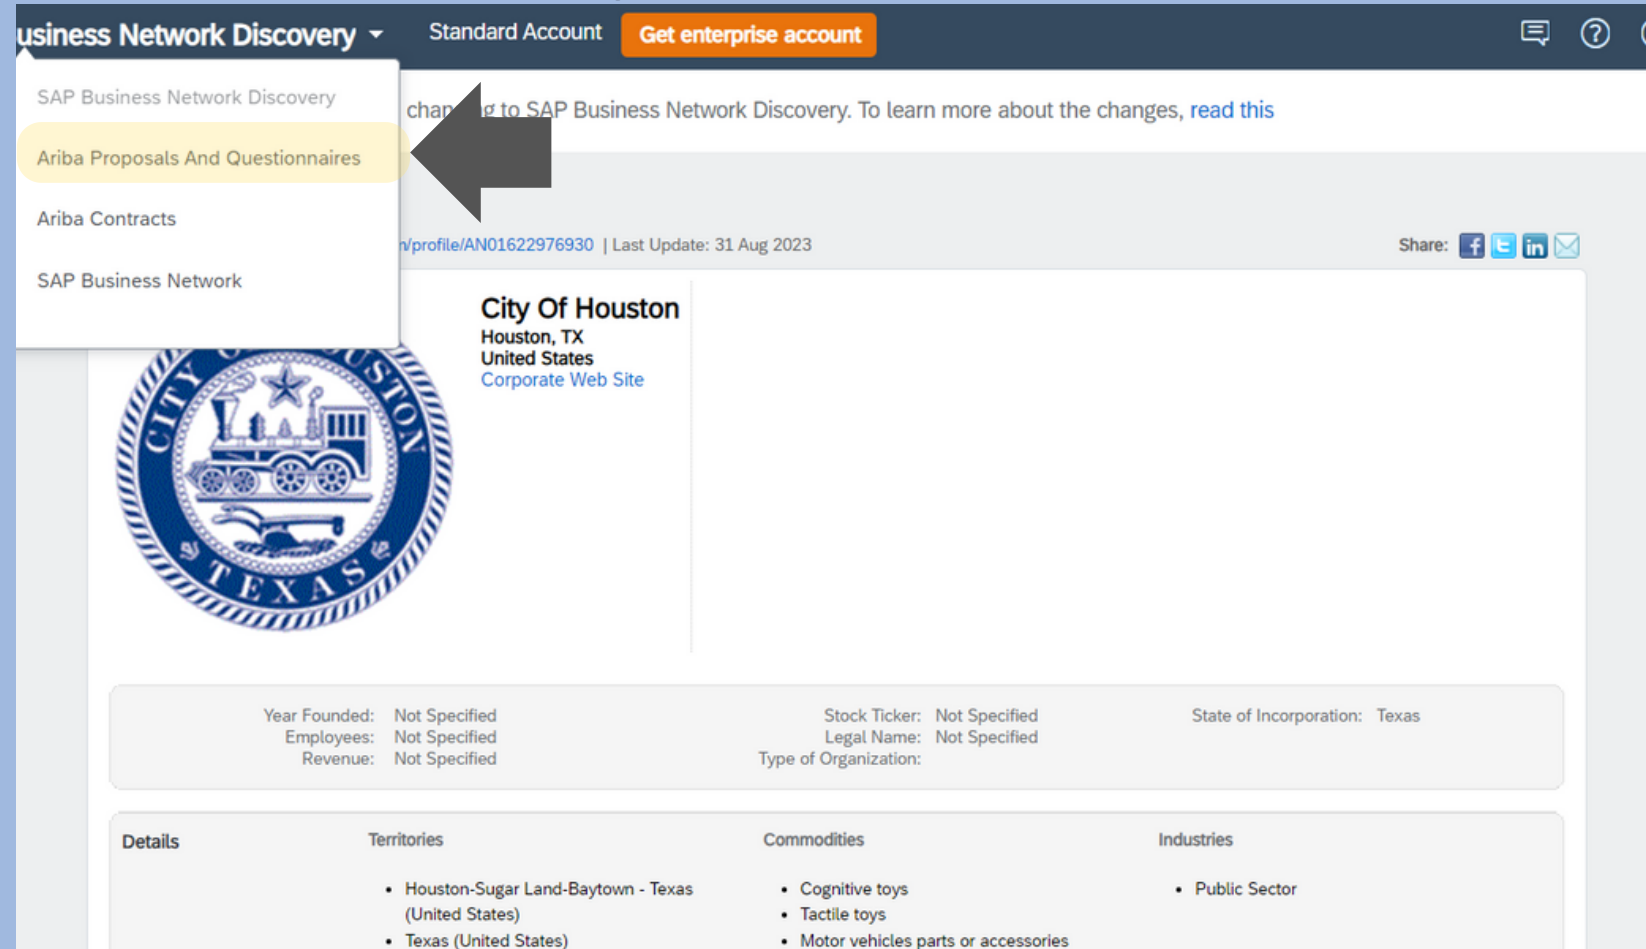 usiness Network Discovery
Standard Account
Get enterprise account
SAP Business Network Discovery
Ariba Proposals And Questionnaires
Ariba Contracts
SAP Business Network
to SAP Business Network Discovery. To learn more about the changes, read this
n/profile/AN01622976930 | Last Update: 31 Aug 2023
Share:
City Of Houston
Houston, TX
United States
Corporate Web Site
CITY OF HOUSTON
TEXAS
Year Founded: Not Specified
Employees: Not Specified
Revenue: Not Specified
Stock Ticker: Not Specified
Legal Name: Not Specified
Type of Organization:
State of Incorporation: Texas
Details
Territories
• Houston-Sugar Land-Baytown - Texas
(United States)
• Texas (United States)
Commodities
• Cognitive toys
• Tactile toys
• Motor vehicles parts or accessories
Industries
• Public Sector